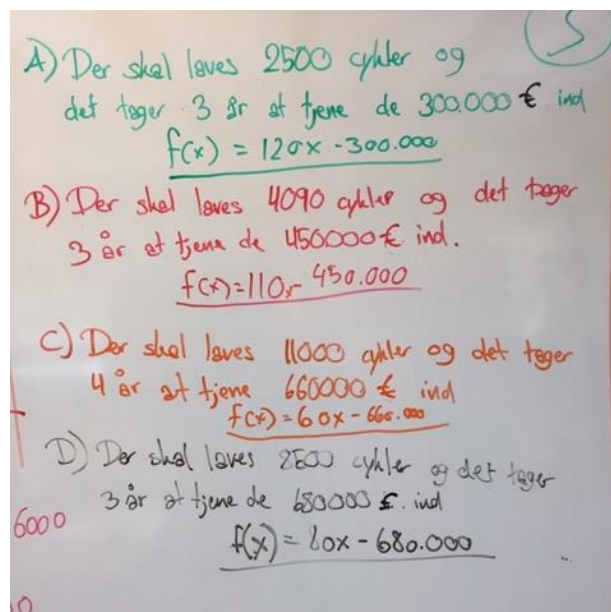 S
A) Der skal laves 2500 cykler og
det tager 3 år at tjene de 300.000 € ind
f(x) = 120x - 300.000
B) Der skal laves 4090 cykler og det tager
3 år at tjene de 450000 € ind.
f(x)=110,- 450.000
C) Der skal laves 11000 cykler og det tager
4 år at tjene 660000 € ind
f(x) = 60x - 660.000
D) Der skal laves 2500 cykler og det tager
3 år at tjene de 680000 £. ind
6000
f(x) = 80x - 680.000